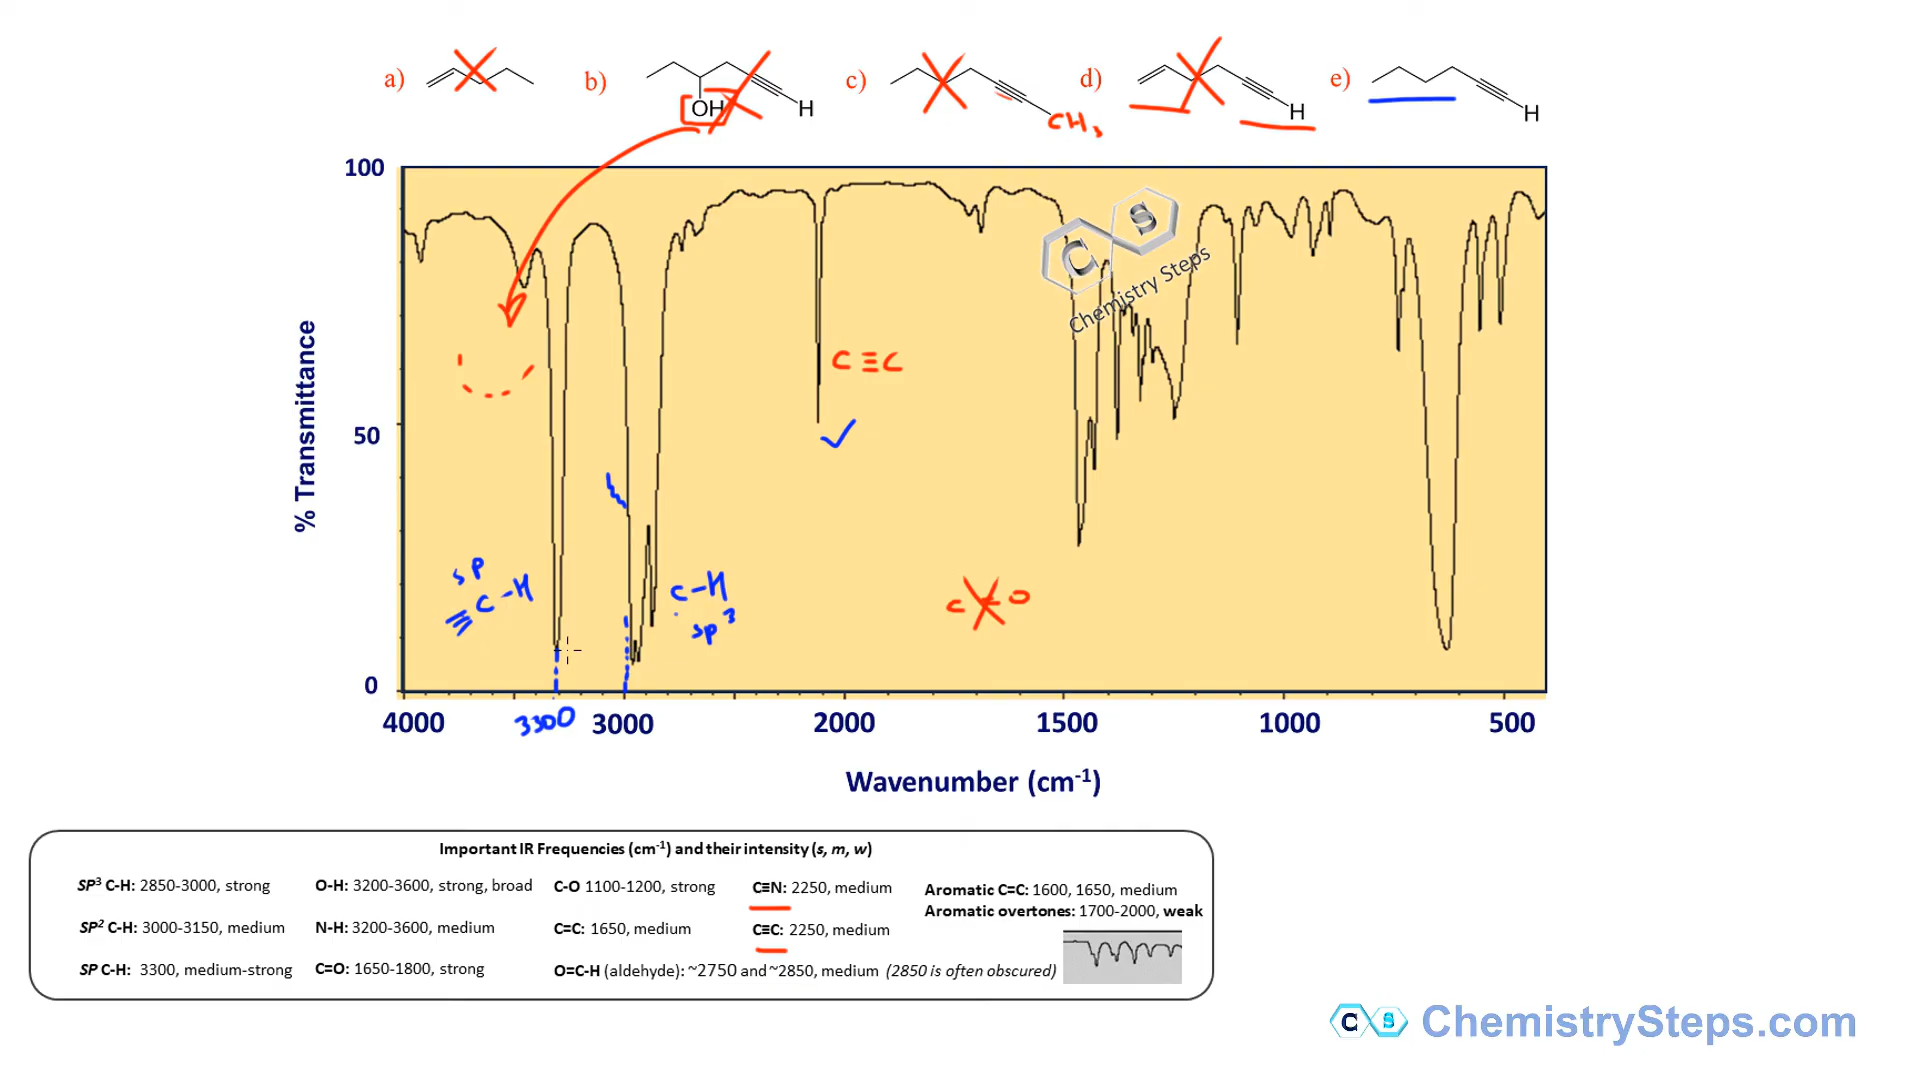 a) b) c) d) e)
OH H H H
CH₃
100
C S
Chemistry Steps
C≡C
% Transmittance
50
sp
≡C-H
C-H
sp³
C=O
0
4000 3300 3000 2000 1500 1000 500
Wavenumber (cm⁻¹)
Important IR Frequencies (cm⁻¹) and their intensity (s, m, w)
SP³ C-H: 2850-3000, strong O-H: 3200-3600, strong, broad C-O 1100-1200, strong C≡N: 2250, medium Aromatic C=C: 1600, 1650, medium
Aromatic overtones: 1700-2000, weak
SP² C-H: 3000-3150, medium N-H: 3200-3600, medium C=C: 1650, medium C≡C: 2250, medium
SP C-H: 3300, medium-strong C=O: 1650-1800, strong O=C-H (aldehyde): ~2750 and ~2850, medium (2850 is often obscured)
C S ChemistrySteps.com